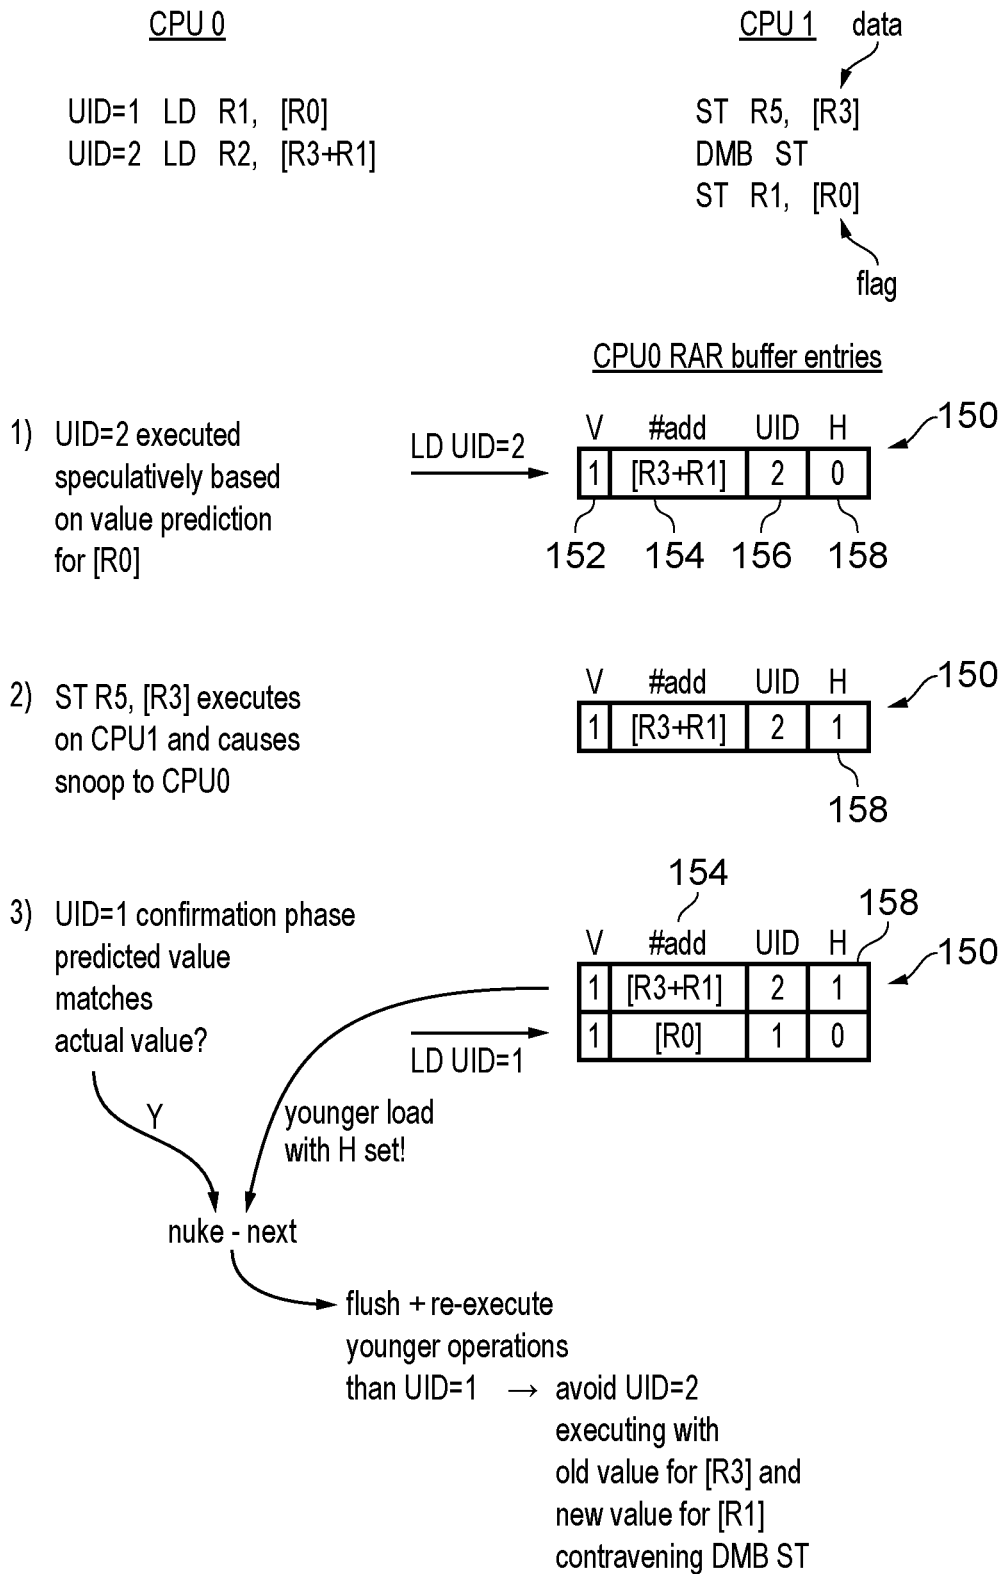 CPU 0
CPU 1 data
UID=1 LD R1, [R0]
UID=2 LD R2, [R3+R1]
ST R5, [R3]
DMB ST
ST R1, [R0]
flag
CPU0 RAR buffer entries
1) UID=2 executed
speculatively based
on value prediction
for [R0]
LD UID=2
V #add UID H
1 [R3+R1] 2 0
150
152 154 156 158
2) ST R5, [R3] executes
on CPU1 and causes
snoop to CPU0
V #add UID H
1 [R3+R1] 2 1
150
158
3) UID=1 confirmation phase
predicted value
matches
actual value?
154
158
V #add UID H
150
1 [R3+R1] 2 1
1 [R0] 1 0
LD UID=1
Y
younger load
with H set!
nuke - next
flush + re-execute
younger operations
than UID=1 → avoid UID=2
executing with
old value for [R3] and
new value for [R1]
contravening DMB ST